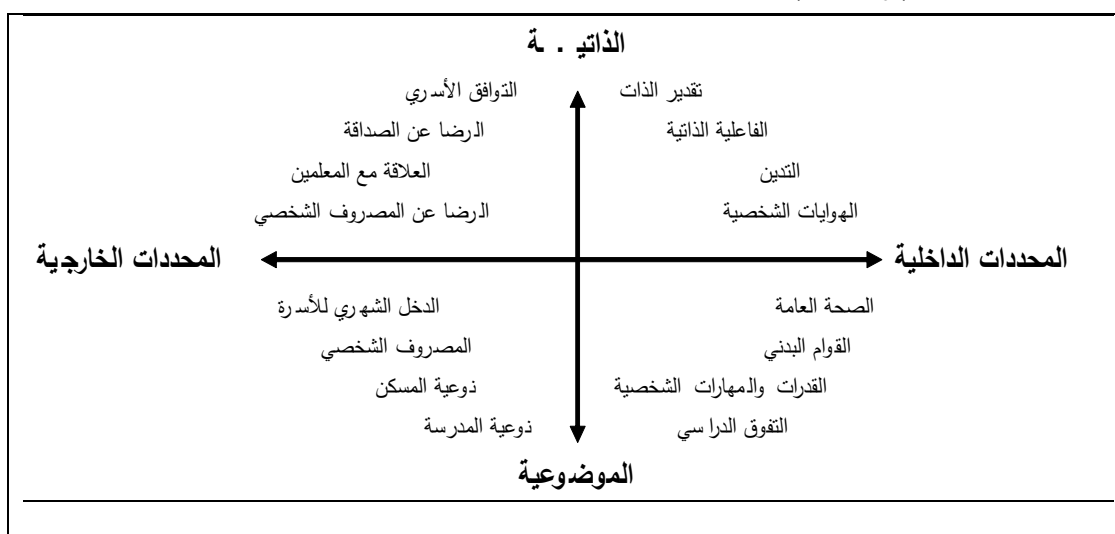 الذاتيـة
تقدير الذات
التوافق الأسري
الفاعلية الذاتية
الرضا عن الصداقة
التدين
العلاقة مع المعلمين
الهوايات الشخصية
الرضا عن المصروف الشخصي
المحددات الداخلية
المحددات الخارجية
الصحة العامة
الدخل الشهري للأسرة
القوام البدني
المصروف الشخصي
القدرات والمهارات الشخصية
نوعية المسكن
التفوق الدراسي
نوعية المدرسة
الموضوعية